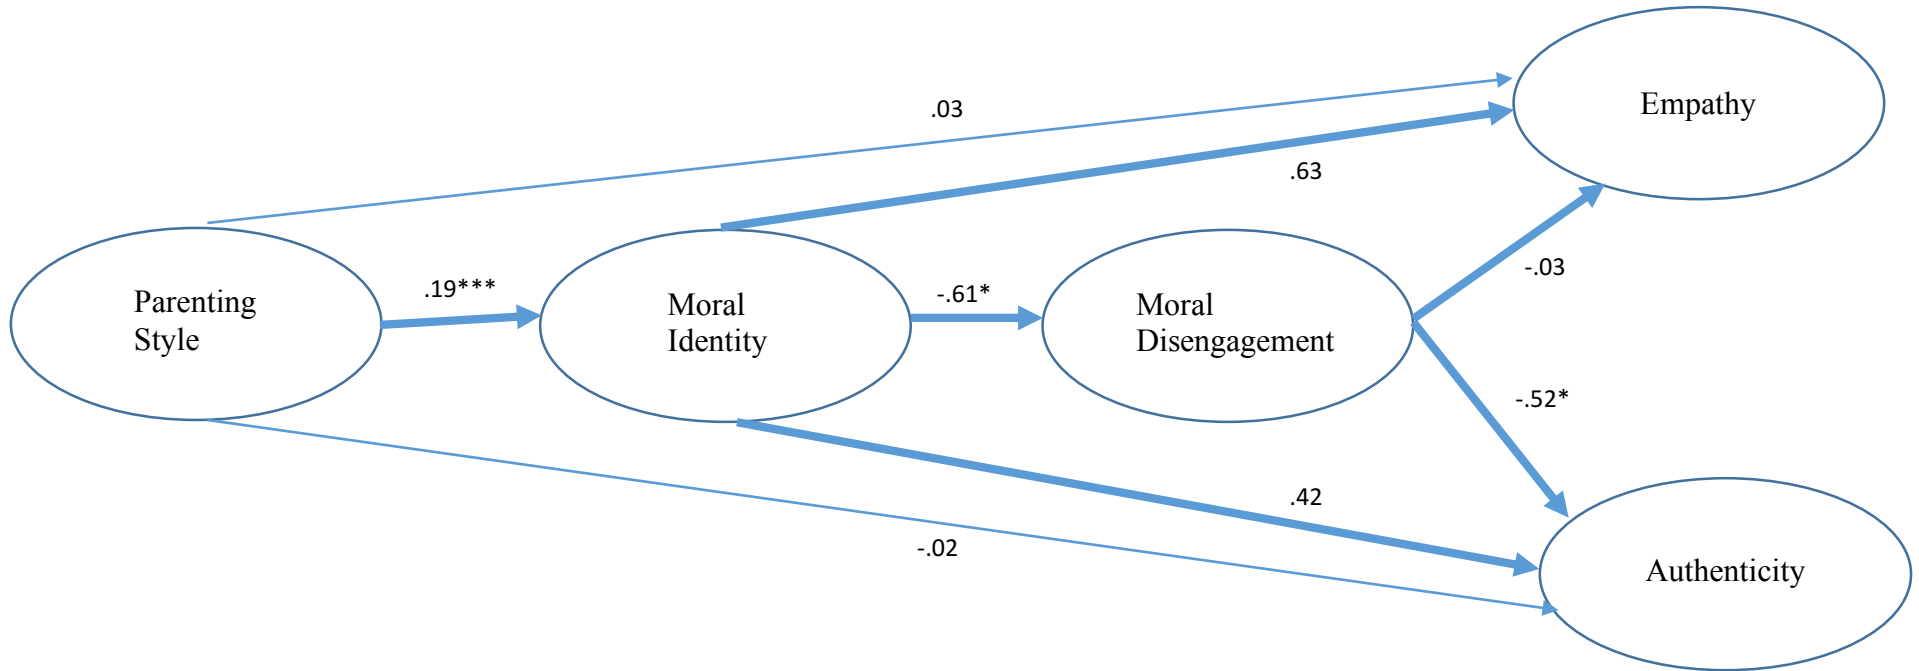 Empathy
.03
.63
-.03
Parenting
Style
.19***
Moral
Identity
-.61*
Moral
Disengagement
-.52*
.42
-.02
Authenticity